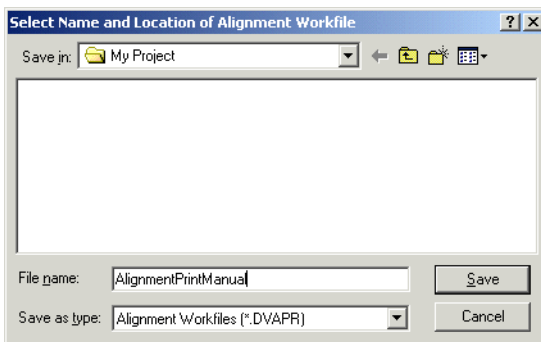 Select Name and Location of Alignment Workfile
Save in: My Project
File name: AlignmentPrintManual Save
Save as type: Alignment Workfiles (*.DVAPR) Cancel